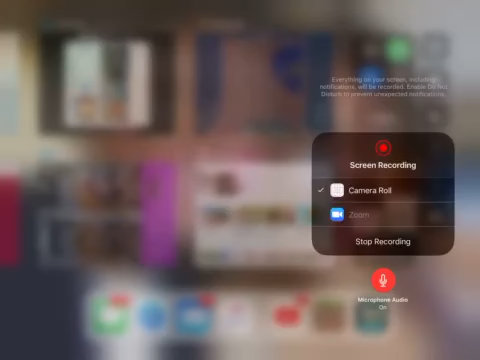 Everything on your screen, including
notifications, will be recorded. Enable Do Not
Disturb to prevent unexpected notifications.
Screen Recording
Camera Roll
Zoom
Stop Recording
Microphone Audio
On